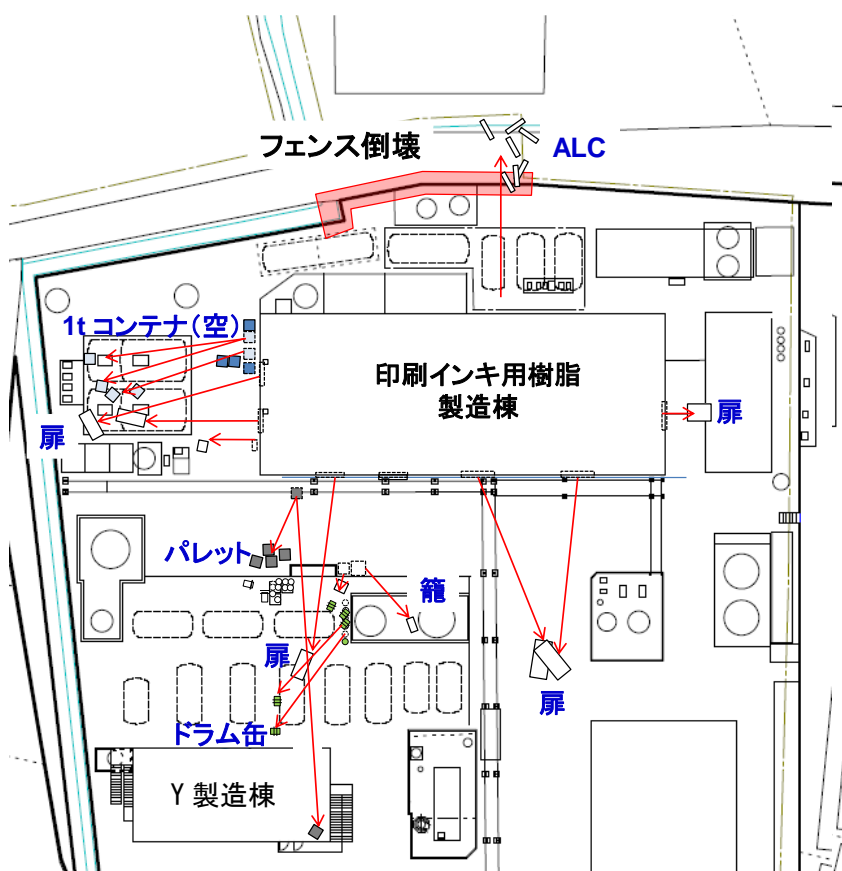 フェンス倒壊
ALC
1t コンテナ（空）
印刷インキ用樹脂
製造棟
扉
扉
パレット
籠
扉
扉
ドラム缶
Y 製造棟